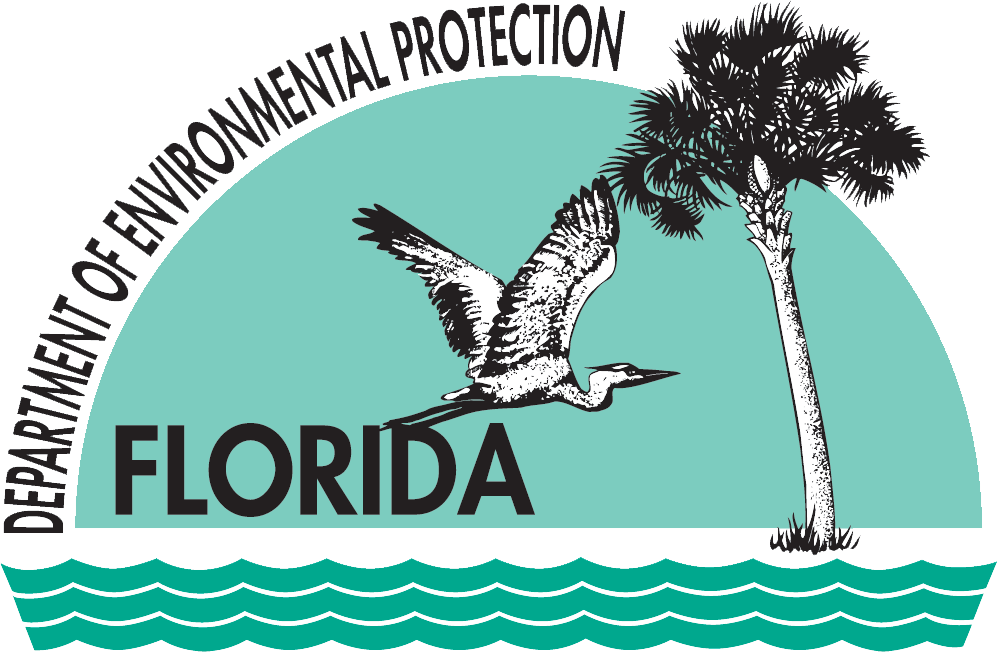 DEPARTMENT OF ENVIRONMENTAL PROTECTION
FLORIDA